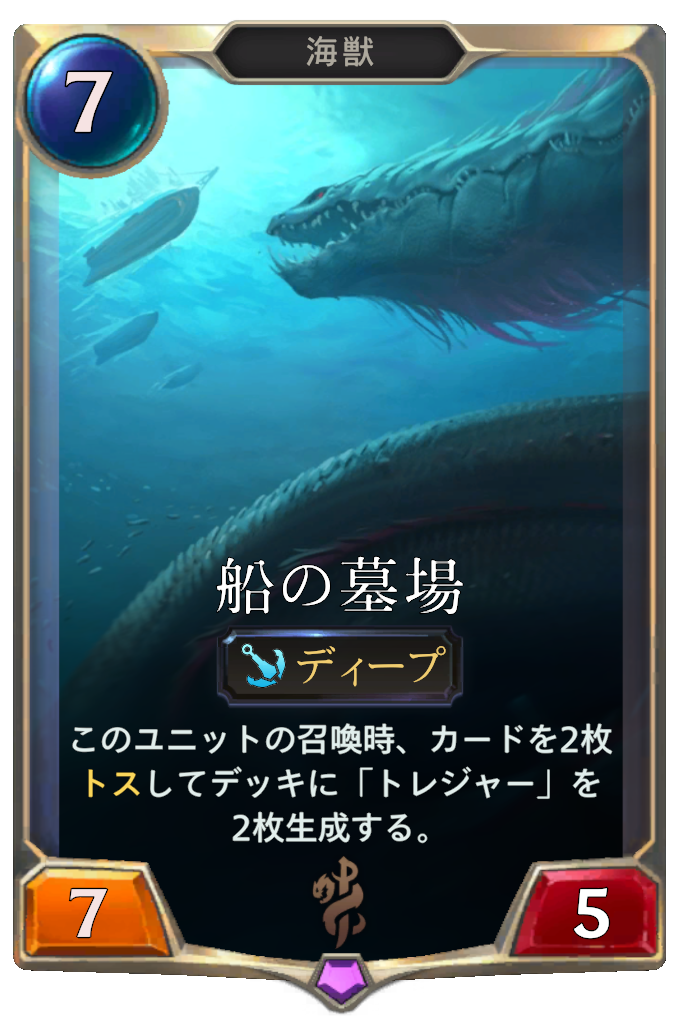 海獣
7
船の墓場
ディープ
このユニットの召喚時、カードを2枚
トスしてデッキに「トレジャー」を
2枚生成する。
7
5